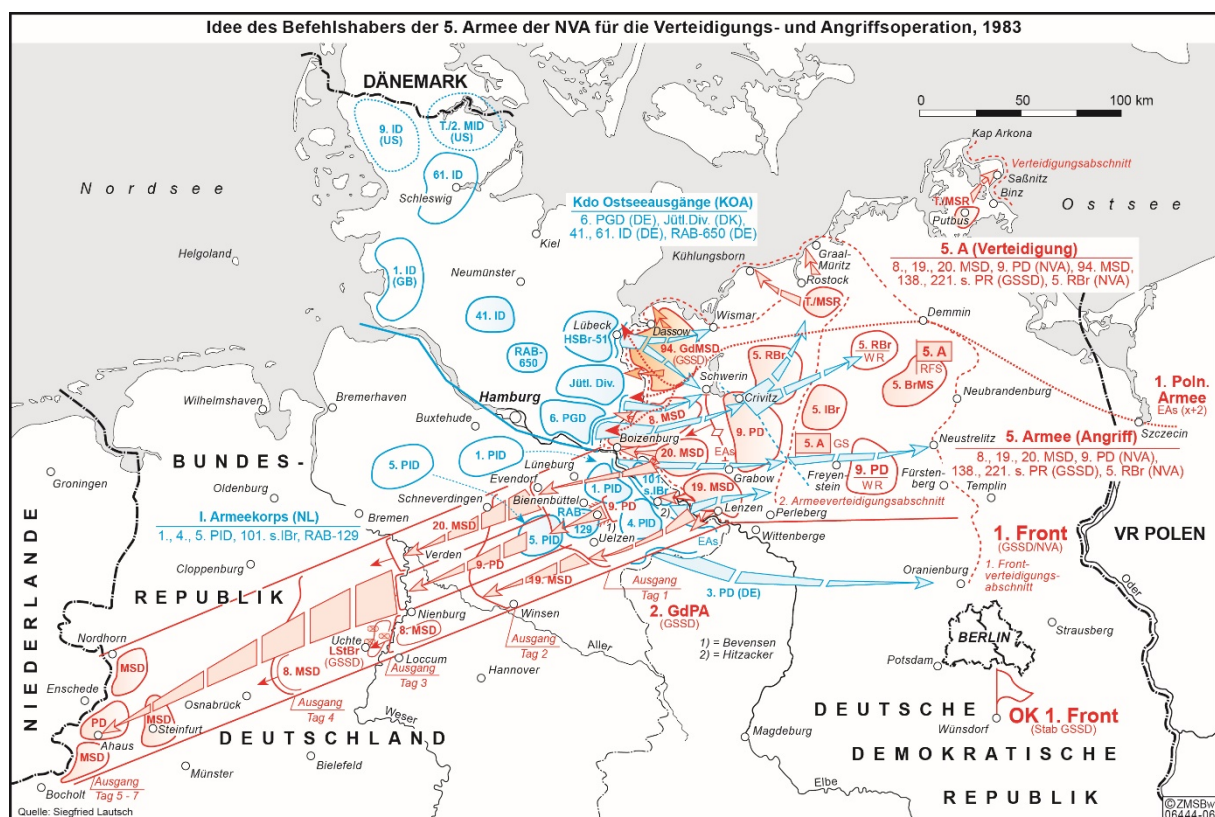 Idee des Befehlshabers der 5. Armee der NVA für die Verteidigungs- und Angriffsoperation, 1983
DÄNEMARK
0 50 100 km
9. ID
(US)
T./2. MID
(US)
61. ID
Schleswig
Kap Arkona
Verteidigungsabschnitt
Saßnitz
Binz
T./MSR
Putbus
Nordsee
Ostsee
Helgoland
Kiel
Kdo Ostseeausgänge (KOA)
6. PGD (DE), Jütl.Div. (DK)
41., 61. ID (DE), RAB-650 (DE)
Kühlungsborn
Graal-
Müritz
Rostock
5. A (Verteidigung)
8., 19., 20. MSD, 9. PD (NVA), 94. MSD,
138., 221. s. PR (GSSD), 5. RBr (NVA)
1. ID
(GB)
Neumünster
41. ID
T./MSR
Lübeck
HSBr-51
Dassow
Wismar
Demmin
RAB-
650
94. GdMSD
(GSSD)
5. RBr
5. RBr
WR
5. A
RFS
Jütl. Div.
Schwerin
5. BrMS
1. Poln.
Armee
EAs (x+2)
Wilhelmshaven
Bremerhaven
Hamburg
6. PGD
8. MSD
Crivitz
5. IBr
Neubrandenburg
Buxtehude
Boizenburg
9. PD
Szczecin
1. PID
5. PID
20. MSD
EAs
5. A
GS
Neustrelitz
5. Armee (Angriff)
8., 19., 20. MSD, 9. PD (NVA),
138., 221. s. PR (GSSD), 5. RBr (NVA)
BUNDES-
Groningen
Oldenburg
Lüneburg
Evendorf
Bienenbüttel
1. PID
101.
s.IBr
19. MSD
Grabow
Freyen-
stein
9. PD
WR
Fürsten-
berg
Templin
Schneverdingen
RAB
129
9. PD
1)
2)
4. PID
Lenzen
2. Armeeverteidigungsabschnitt
Perleberg
I. Armeekorps (NL)
1., 4., 5. PID, 101. s.IBr, RAB-129
Bremen
20. MSD
5. PID
Uelzen
EAs
Wittenberge
1. Front
(GSSD/NVA)
VR POLEN
Verden
Cloppenburg
9. PD
19. MSD
Ausgang
Tag 1
3. PD (DE)
Oranienburg
1. Front-
verteidigungs-
abschnitt
Oder
REPUBLIK
Nienburg
Winsen
2. GdPA
(GSSD)
Nordhorn
Uchte
LStBr
(GSSD)
8. MSD
Ausgang
Tag 2
Aller
1) = Bevensen
2) = Hitzacker
BERLIN
Strausberg
NIEDERLANDE
MSD
Loccum
Potsdam
Enschede
8. MSD
Ausgang
Tag 3
Hannover
PD
Osnabrück
Ausgang
Tag 4
MSD
Steinfurt
Weser
DEUTSCHE
OK 1. Front
(Stab GSSD)
Wünsdorf
Ahaus
DEUTSCHLAND
Magdeburg
MSD
DEMOKRATISCHE
Ausgang
Tag 5 - 7
Münster
Bielefeld
Bocholt
Elbe
REPUBLIK
Quelle: Siegfried Lautsch
©ZMSBw
06444-06